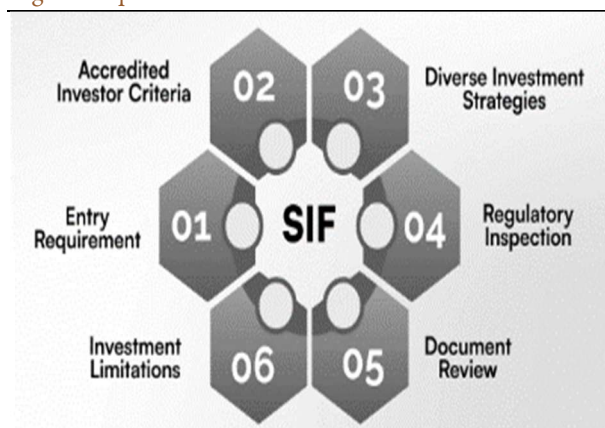 Accredited
Investor Criteria
02
03
Diverse Investment
Strategies
Entry
Requirement
01
SIF
04
Regulatory
Inspection
Investment
Limitations
06
05
Document
Review